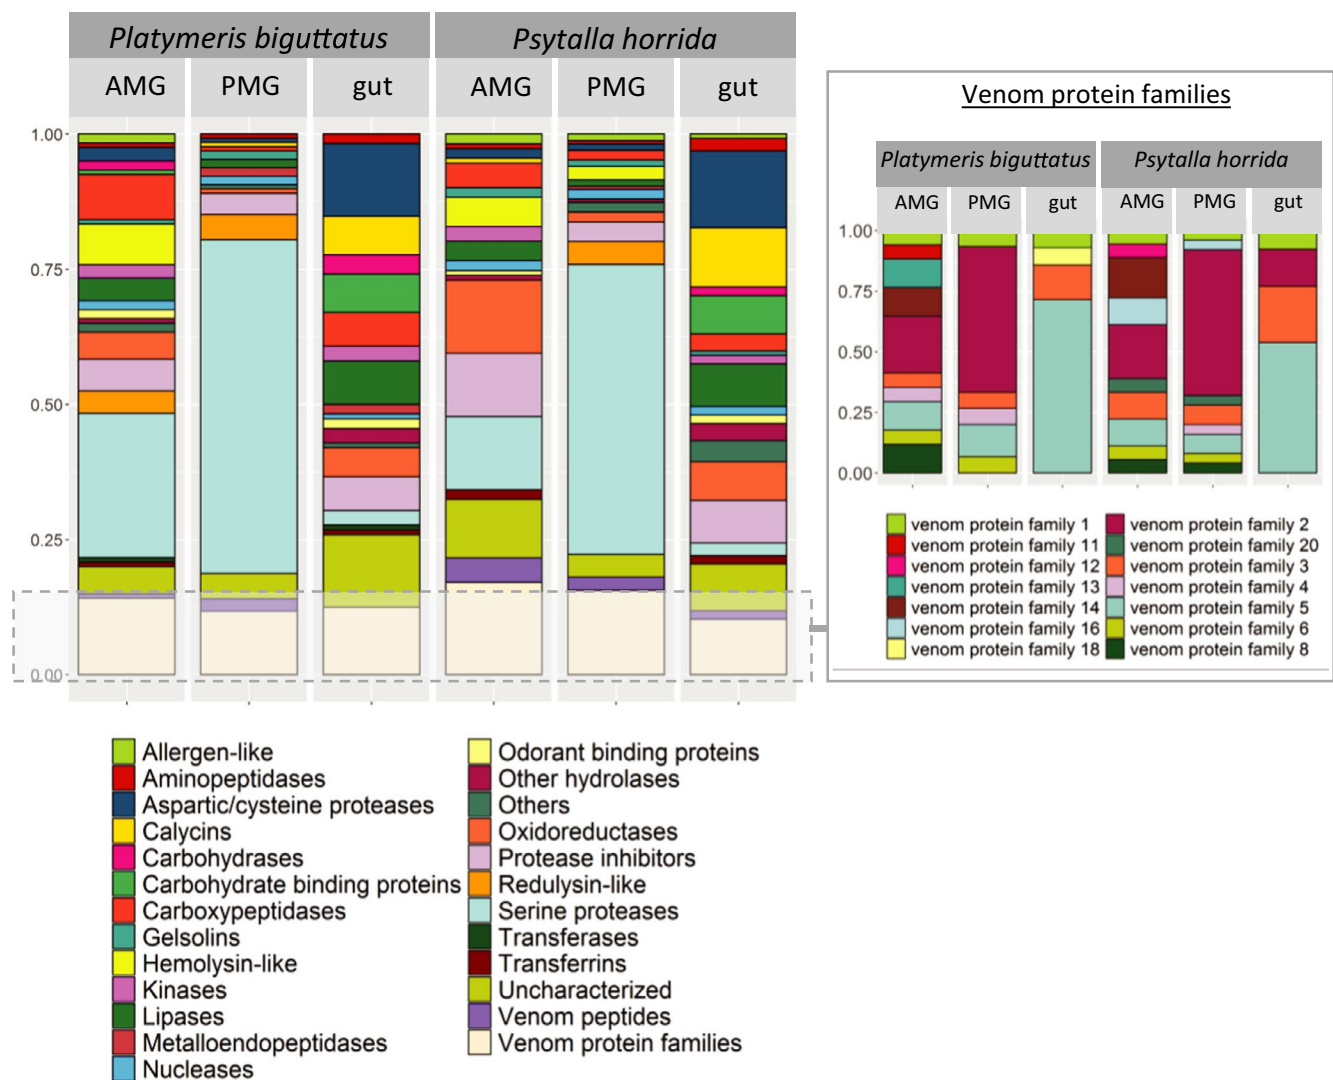 Platymeris biguttatus Psytalla horrida
AMG PMG gut AMG PMG gut
1.00
0.75
0.50
0.25
0.00
Venom protein families
Platymeris biguttatus Psytalla horrida
AMG PMG gut AMG PMG gut
1.00
0.75
0.50
0.25
0.00
venom protein family 1 venom protein family 2
venom protein family 11 venom protein family 20
venom protein family 12 venom protein family 3
venom protein family 13 venom protein family 4
venom protein family 14 venom protein family 5
venom protein family 16 venom protein family 6
venom protein family 18 venom protein family 8
Allergen-like Odorant binding proteins
Aminopeptidases Other hydrolases
Aspartic/cysteine proteases Others
Calycins Oxidoreductases
Carbohydrases Protease inhibitors
Carbohydrate binding proteins Redulysin-like
Carboxypeptidases Serine proteases
Gelsolins Transferases
Hemolysin-like Transferrins
Kinases Uncharacterized
Lipases Venom peptides
Metalloendopeptidases Venom protein families
Nucleases